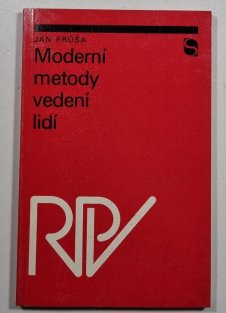 S
JAN PRŮŠA
Moderní
metody
vedení
lidí
RPV